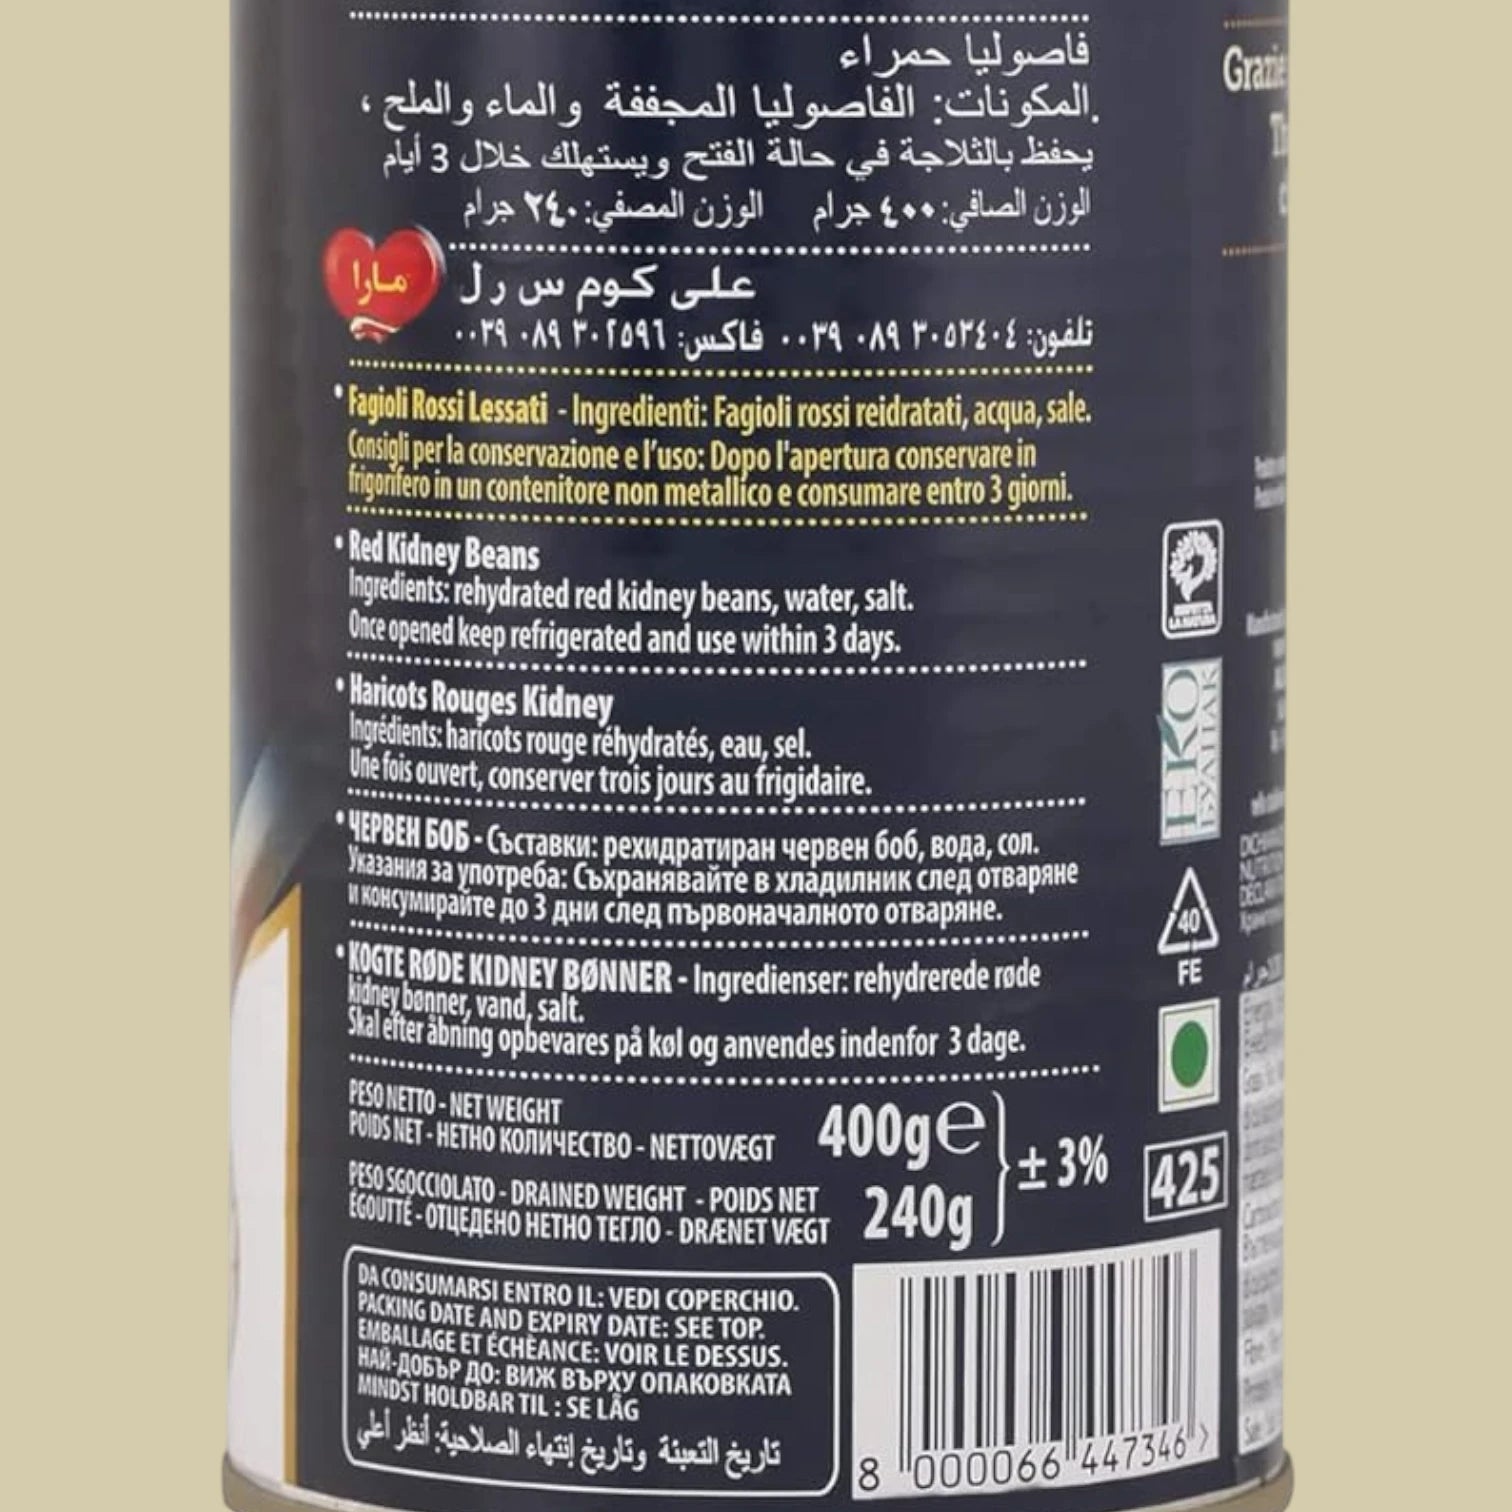 فاصوليا حمراء
المكونات: الفاصوليا المجففة والماء والملح ،.
يحفظ بالثلاجة في حالة الفتح ويستهلك خلال 3 أيام
الوزن الصافي: ٤٠٠ جرام الوزن المصفي: ٢٤٠ جرام
مارا
على كوم س ر ل
تلفون: ٣٠٥٣٤٠٤ ٠٨٩ ٠٠٣٩ فاكس: ٣٠٢٥٩٦ ٠٨٩ ٠٠٣٩
• Fagioli Rossi Lessati - Ingredienti: Fagioli rossi reidratati, acqua, sale.
Consigli per la conservazione e l'uso: Dopo l'apertura conservare in
frigorifero in un contenitore non metallico e consumare entro 3 giorni.
• Red Kidney Beans
Ingredients: rehydrated red kidney beans, water, salt.
Once opened keep refrigerated and use within 3 days.
• Haricots Rouges Kidney
Ingrédients: haricots rouge réhydratés, eau, sel.
Une fois ouvert, conserver trois jours au frigidaire.
• ЧЕРВЕН БОБ - Съставки: рехидратиран червен боб, вода, сол.
Указания за употреба: Съхранявайте в хладилник след отваряне
и консумирайте до 3 дни след първоначалното отваряне.
• KOGTE RØDE KIDNEY BØNNER - Ingredienser: rehydrerede røde
kidney bønner, vand, salt.
Skal efter åbning opbevares på køl og anvendes indenfor 3 dage.
PESO NETTO - NET WEIGHT
POIDS NET - НЕТНО КОЛИЧЕСТВО - NETTOVÆGT
400g e
PESO SGOCCIOLATO - DRAINED WEIGHT - POIDS NET
ÉGOUTTÉ - ОТЦЕДЕНО НЕТНО ТЕГЛО - DRÆNET VÆGT
240g
± 3%
DA CONSUMARSI ENTRO IL: VEDI COPERCHIO.
PACKING DATE AND EXPIRY DATE: SEE TOP.
EMBALLAGE ET ÉCHÈANCE: VOIR LE DESSUS.
НАЙ-ДОБЪР ДО: ВИЖ ВЪРХУ ОПАКОВКАТА
MINDST HOLDBAR TIL : SE LÅG
تاريخ التعبئة وتاريخ إنتهاء الصلاحية: أنظر أعلي
8 000066 447346 >
LA NATURA
ЕКО
БУЛПАК
40
FE
425
Grazie